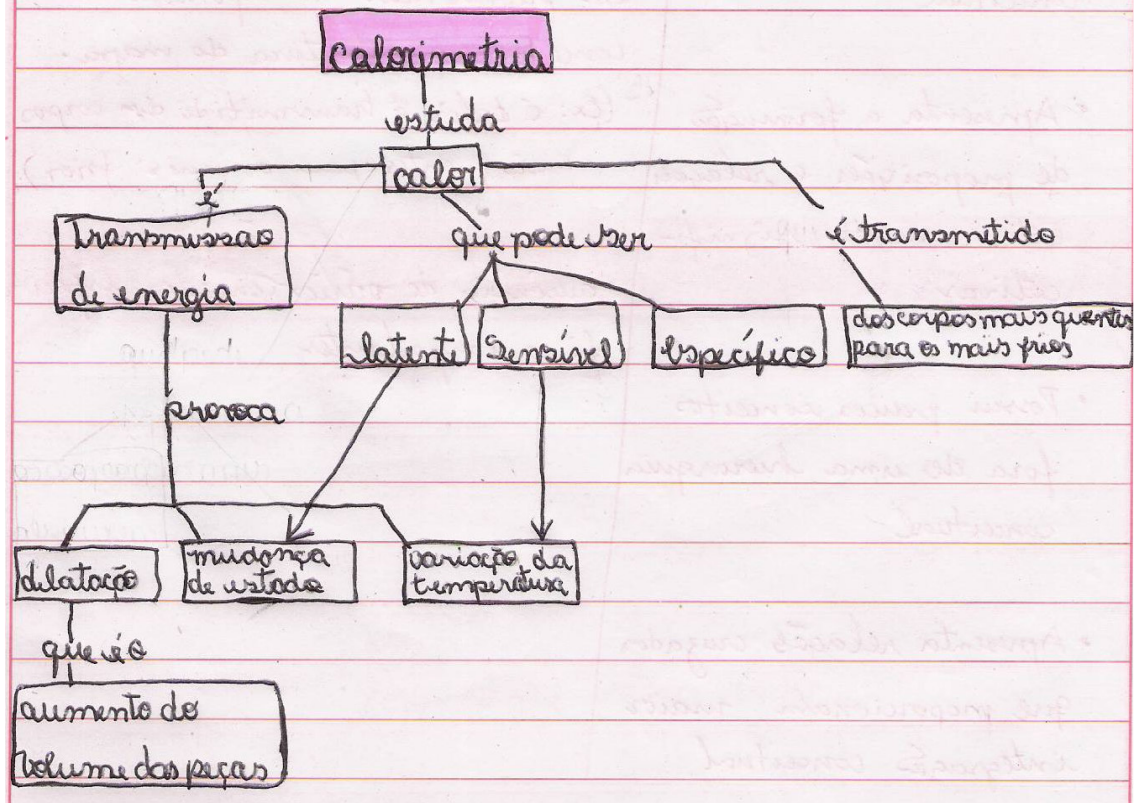 Calorimetria
estuda
calor
é
Transmissão
de energia
que pode ser
é transmitido
latente
Sensível
Específico
dos corpos mais quentes
para os mais frios
provoca
dilatação
mudança
de estado
variação da
temperatura
que é o
aumento do
volume das peças